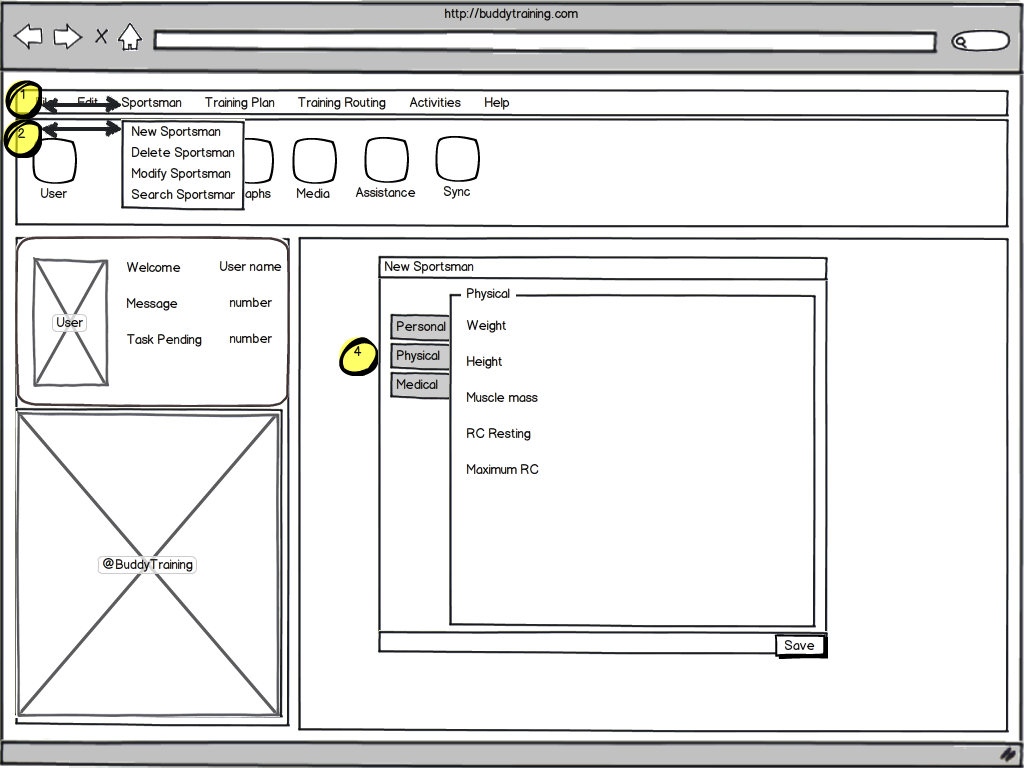 http://buddytraining.com
1
Edit Sportsman Training Plan Training Routing Activities Help
2
New Sportsman
Delete Sportsman
Modify Sportsman
Search Sportsmar
User aphs Media Assistance Sync
Welcome User name
Message number
User
Task Pending number
@BuddyTraining
New Sportsman
Physical
Personal
Physical
Medical
4
Weight
Height
Muscle mass
RC Resting
Maximum RC
Save